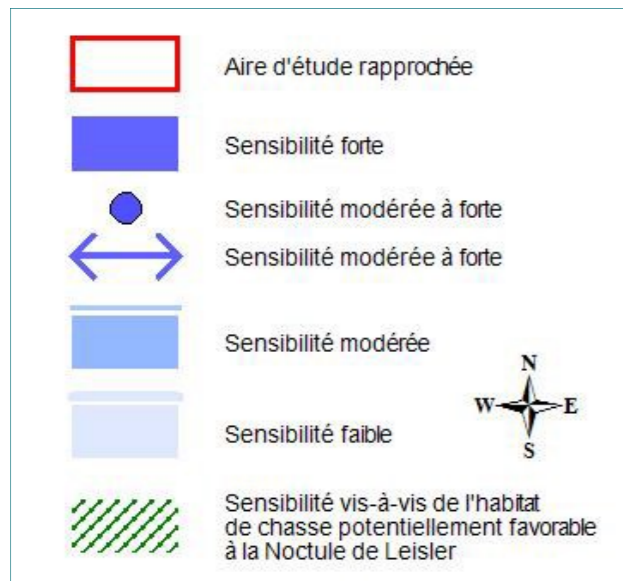 Aire d'étude rapprochée
Sensibilité forte
Sensibilité modérée à forte
Sensibilité modérée à forte
Sensibilité modérée
N
W E
S
Sensibilité faible
Sensibilité vis-à-vis de l'habitat
de chasse potentiellement favorable
à la Noctule de Leisler